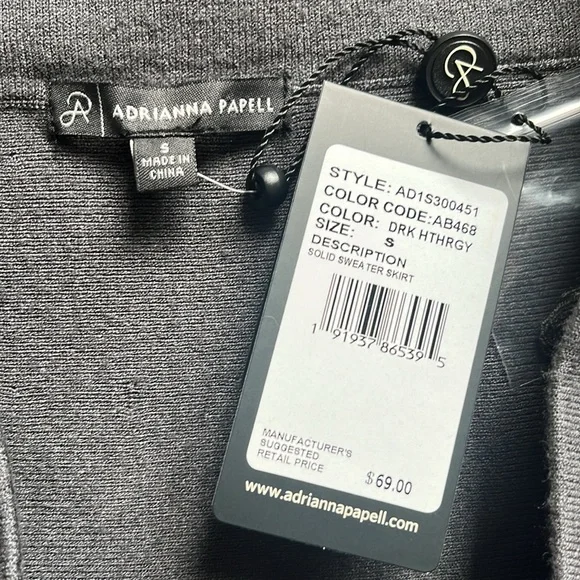 ADRIANNA PAPELL
S
MADE IN
CHINA
STYLE: AD1S300451
COLOR CODE:AB468
COLOR: DRK HTHRGY
SIZE: S
DESCRIPTION
SOLID SWEATER SKIRT
1 91937 86539 5
MANUFACTURER'S
SUGGESTED
RETAIL PRICE
$69.00
www.adriannapapell.com